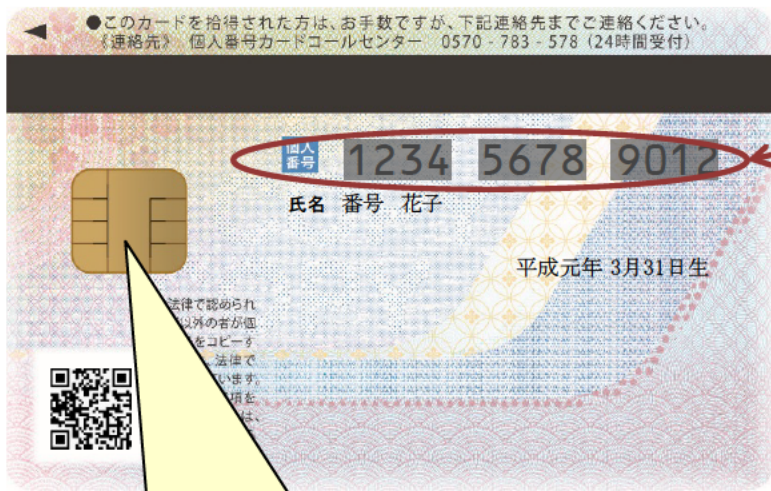 ●このカードを拾得された方は、お手数ですが、下記連絡先までご連絡ください。
《連絡先》 個人番号カードコールセンター 0570 - 783 - 578 (24時間受付)
個人番号 1234 5678 9012
氏名 番号 花子
平成元年 3月31日生
法律で認められ
以外の者が個
をコピーす
法律で
います。
項を
は、